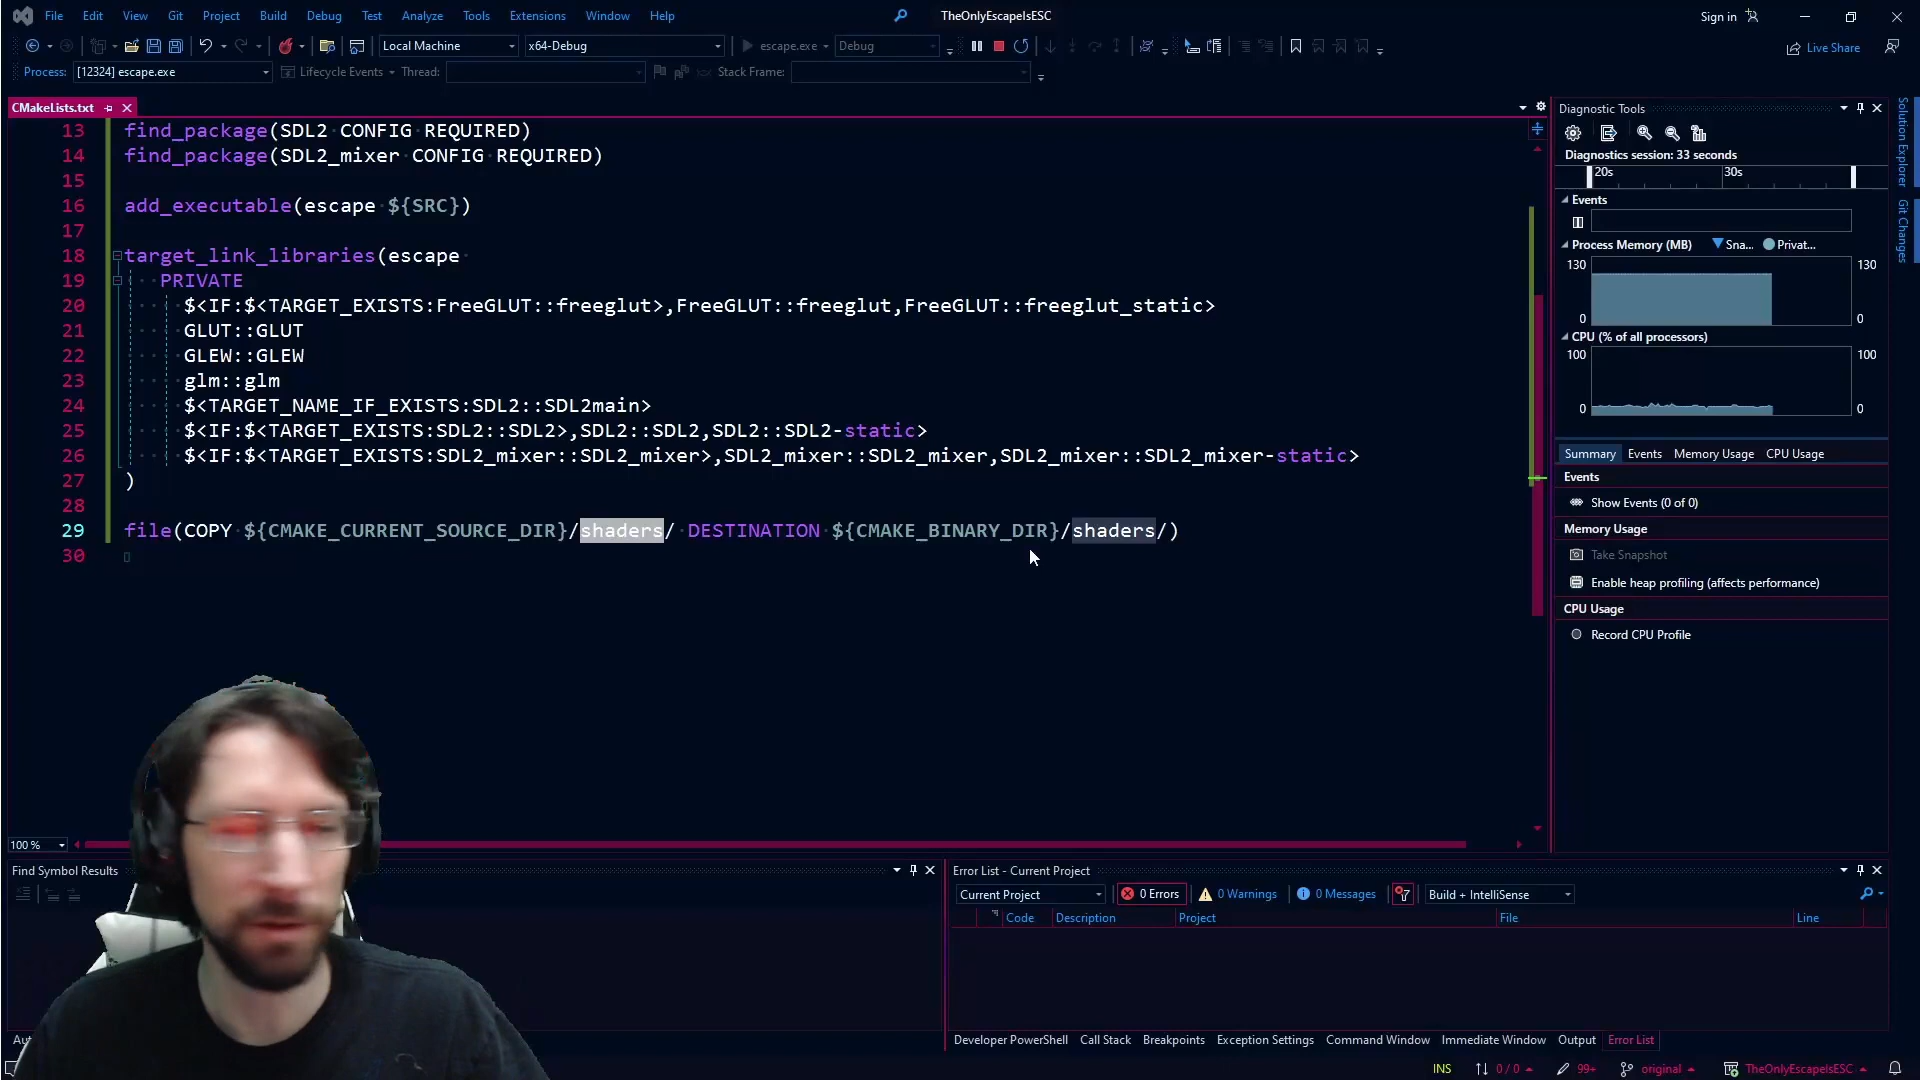 File Edit View Git Project Build Debug Test Analyze Tools Extensions Window Help TheOnlyEscapeIsESC Sign in
Local Machine x64-Debug escape.exe Debug Live Share
Process: [12324] escape.exe Lifecycle Events Thread: Stack Frame:
CMakeLists.txt
13 find_package(SDL2 CONFIG REQUIRED)
14 find_package(SDL2_mixer CONFIG REQUIRED)
15
16 add_executable(escape ${SRC})
17
18 target_link_libraries(escape
19 PRIVATE
20 $<IF:$<TARGET_EXISTS:FreeGLUT::freeglut>,FreeGLUT::freeglut,FreeGLUT::freeglut_static>
21 GLUT::GLUT
22 GLEW::GLEW
23 glm::glm
24 $<TARGET_NAME_IF_EXISTS:SDL2::SDL2main>
25 $<IF:$<TARGET_EXISTS:SDL2::SDL2>,SDL2::SDL2,SDL2::SDL2-static>
26 $<IF:$<TARGET_EXISTS:SDL2_mixer::SDL2_mixer>,SDL2_mixer::SDL2_mixer,SDL2_mixer::SDL2_mixer-static>
27 )
28
29 file(COPY ${CMAKE_CURRENT_SOURCE_DIR}/shaders/ DESTINATION ${CMAKE_BINARY_DIR}/shaders/)
30
Diagnostic Tools
Diagnostics session: 33 seconds
20s 30s
Events
Process Memory (MB) Sna... Privat...
130 130
0 0
CPU (% of all processors)
100 100
0 0
Summary Events Memory Usage CPU Usage
Events
Show Events (0 of 0)
Memory Usage
Take Snapshot
Enable heap profiling (affects performance)
CPU Usage
Record CPU Profile
Solution Explorer
Git Changes
100 %
Find Symbol Results
Error List - Current Project
Current Project 0 Errors 0 Warnings 0 Messages Build + IntelliSense
Code Description Project File Line
Developer PowerShell Call Stack Breakpoints Exception Settings Command Window Immediate Window Output Error List
INS 0 / 0 99+ original TheOnlyEscapeIsESC